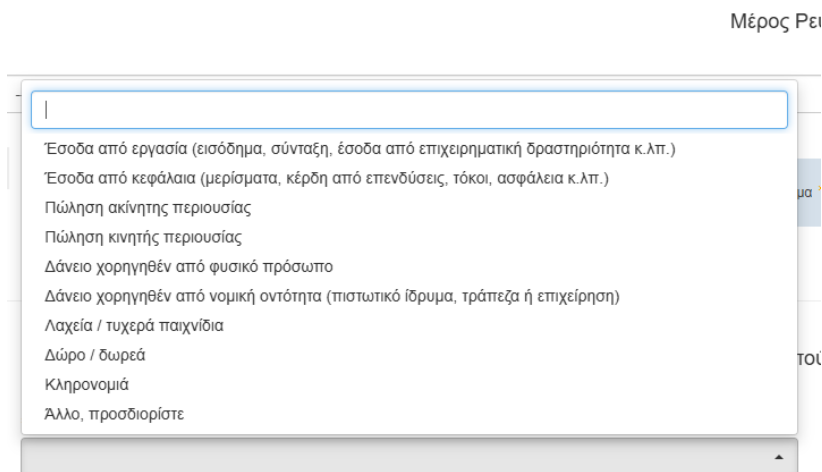 Μέρος
Έσοδα από εργασία (εισόδημα, σύνταξη, έσοδα από επιχειρηματική δραστηριότητα κ.λπ.)
Έσοδα από κεφάλαια (μερίσματα, κέρδη από επενδύσεις, τόκοι, ασφάλεια κ.λπ.)
Πώληση ακίνητης περιουσίας
Πώληση κινητής περιουσίας
Δάνειο χορηγηθέν από φυσικό πρόσωπο
Δάνειο χορηγηθέν από νομική οντότητα (πιστωτικό ίδρυμα, τράπεζα ή επιχείρηση)
Λαχεία / τυχερά παιχνίδια
Δώρο / δωρεά
Κληρονομιά
Άλλο, προσδιορίστε